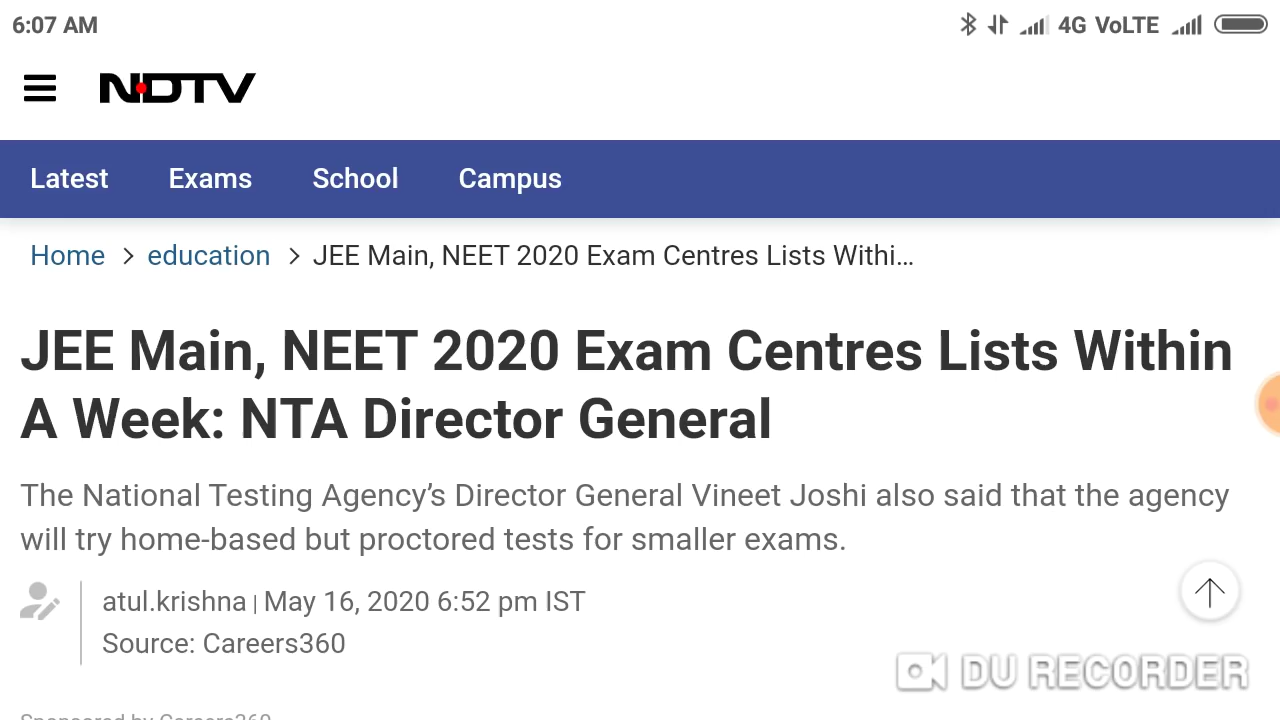 6:07 AM 4G VoLTE
NDTV
Latest Exams School Campus
Home > education > JEE Main, NEET 2020 Exam Centres Lists Withi...
JEE Main, NEET 2020 Exam Centres Lists Within
A Week: NTA Director General
The National Testing Agency’s Director General Vineet Joshi also said that the agency
will try home-based but proctored tests for smaller exams.
atul.krishna | May 16, 2020 6:52 pm IST
Source: Careers360
DU RECORDER
Sponsored by Careers360